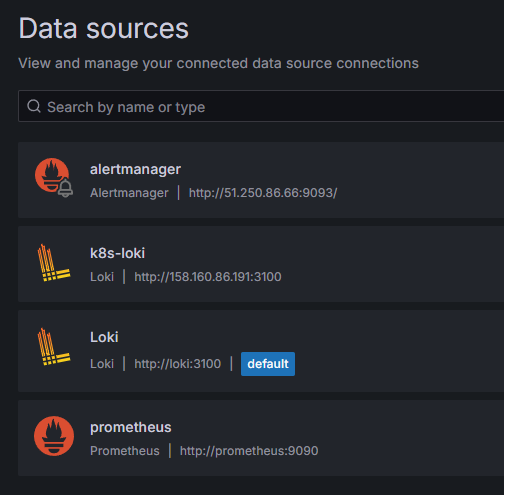 Data sources
View and manage your connected data source connections
Search by name or type
alertmanager
Alertmanager | http://51.250.86.66:9093/
k8s-loki
Loki | http://158.160.86.191:3100
Loki
Loki | http://loki:3100 | default
prometheus
Prometheus | http://prometheus:9090